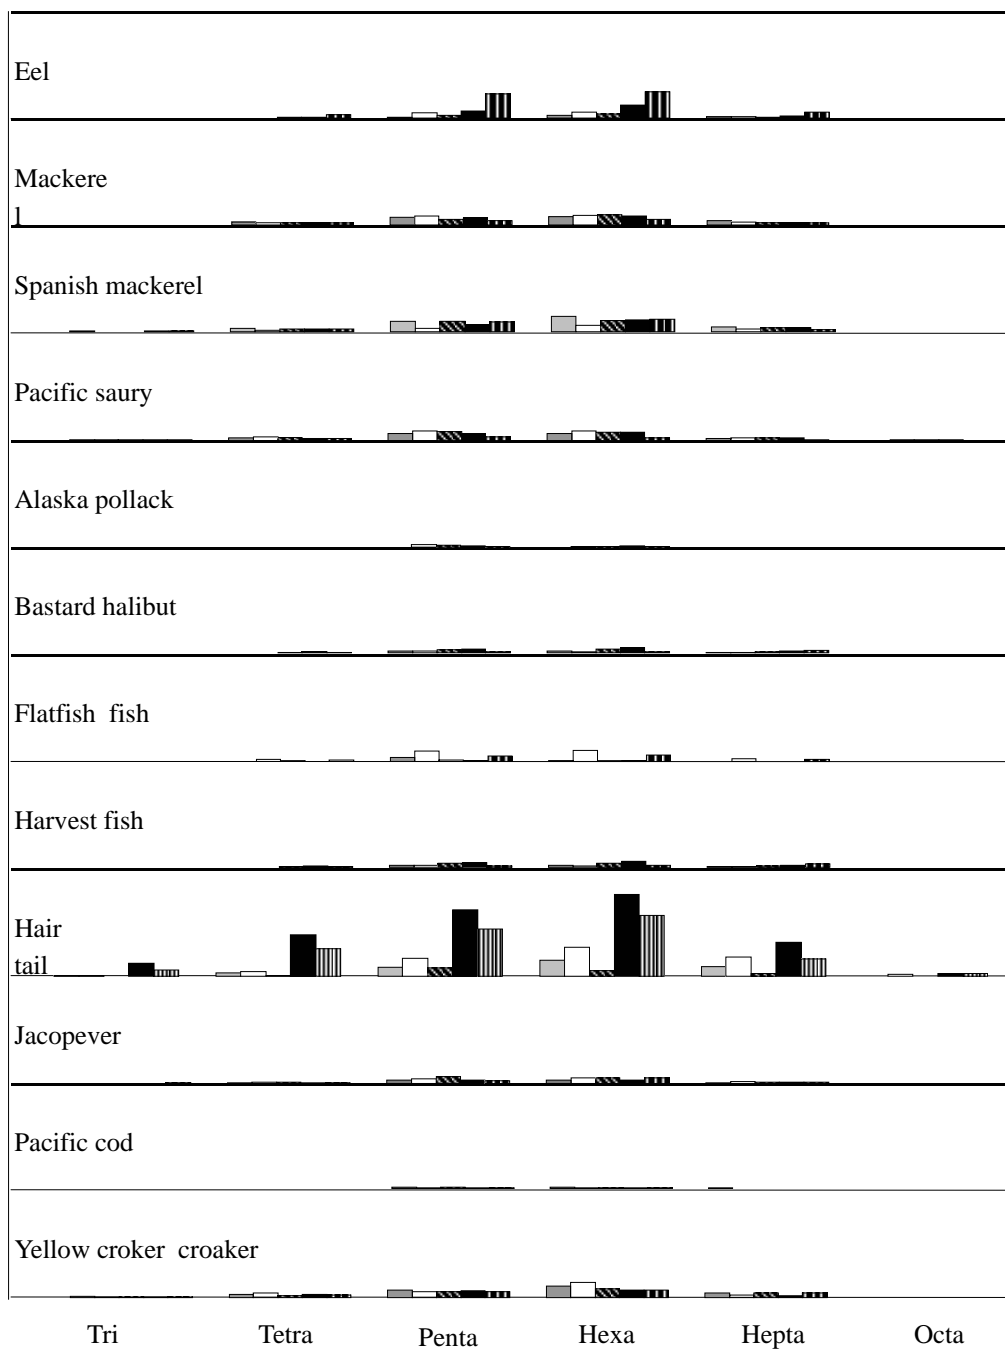 Eel
Mackere
l
Spanish mackerel
Pacific saury
Alaska pollack
Bastard halibut
Flatfish fish
Harvest fish
Hair
tail
Jacopever
Pacific cod
Yellow croker croaker
Tri Tetra Penta Hexa Hepta Octa